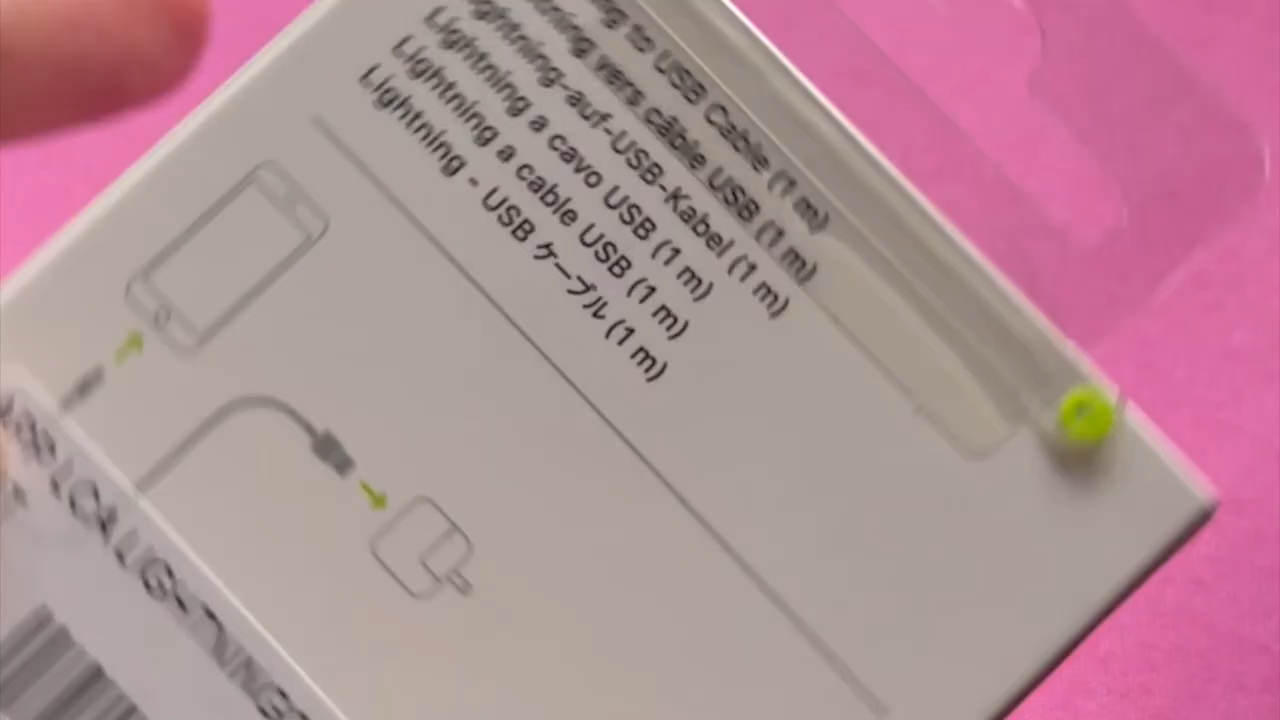 to USB Cable (1 m)
vers câble USB (1 m)
Lightning-auf-USB-Kabel (1 m)
Lightning a cavo USB (1 m)
Lightning a cable USB (1 m)
Lightning - USB ケーブル (1 m)